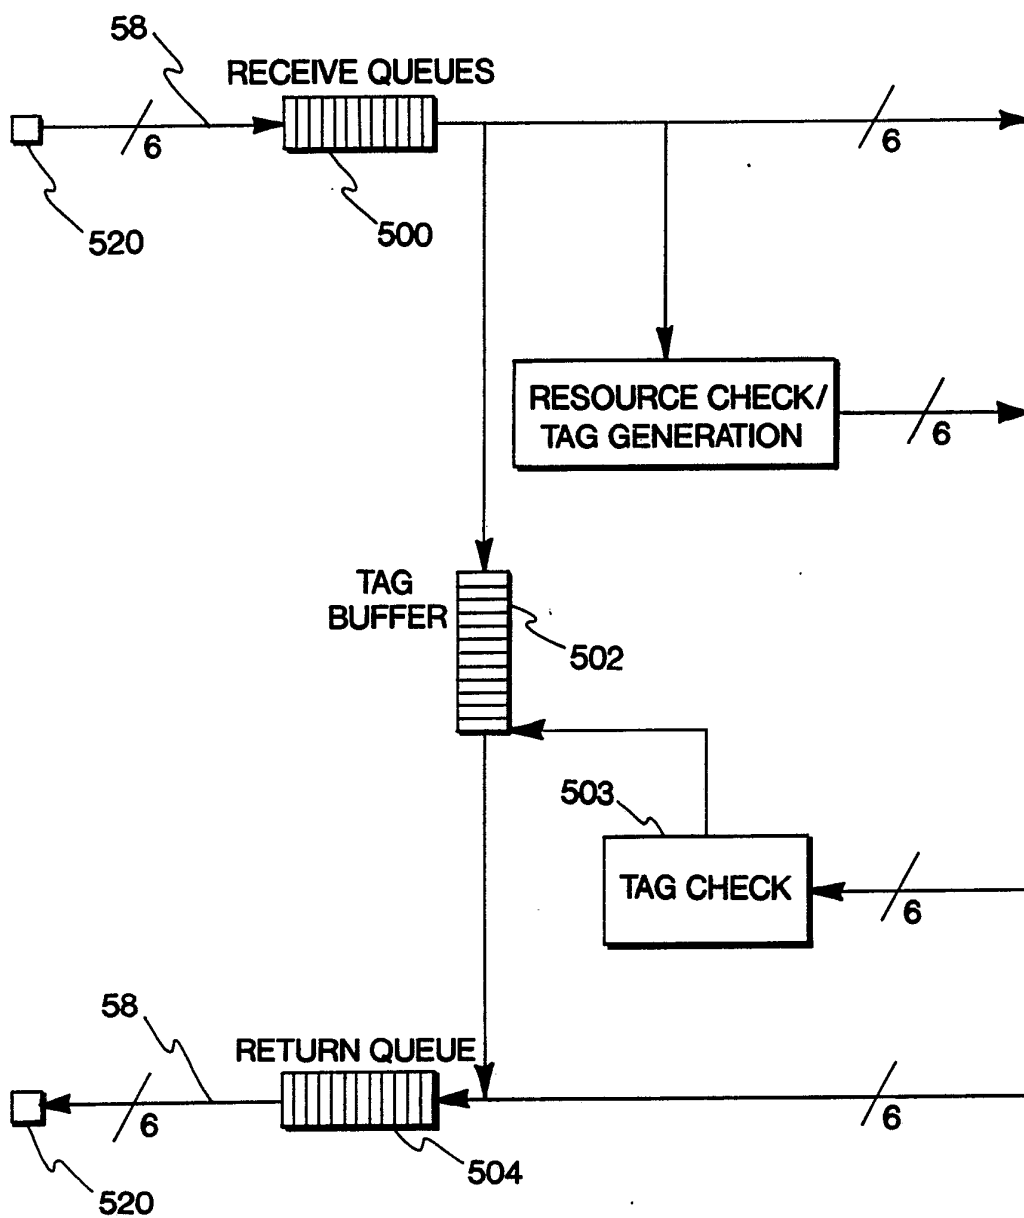 58
RECEIVE QUEUES
6
6
520
500
RESOURCE CHECK/
TAG GENERATION
6
TAG
BUFFER
502
503
TAG CHECK
6
58
RETURN QUEUE
6
6
504
520